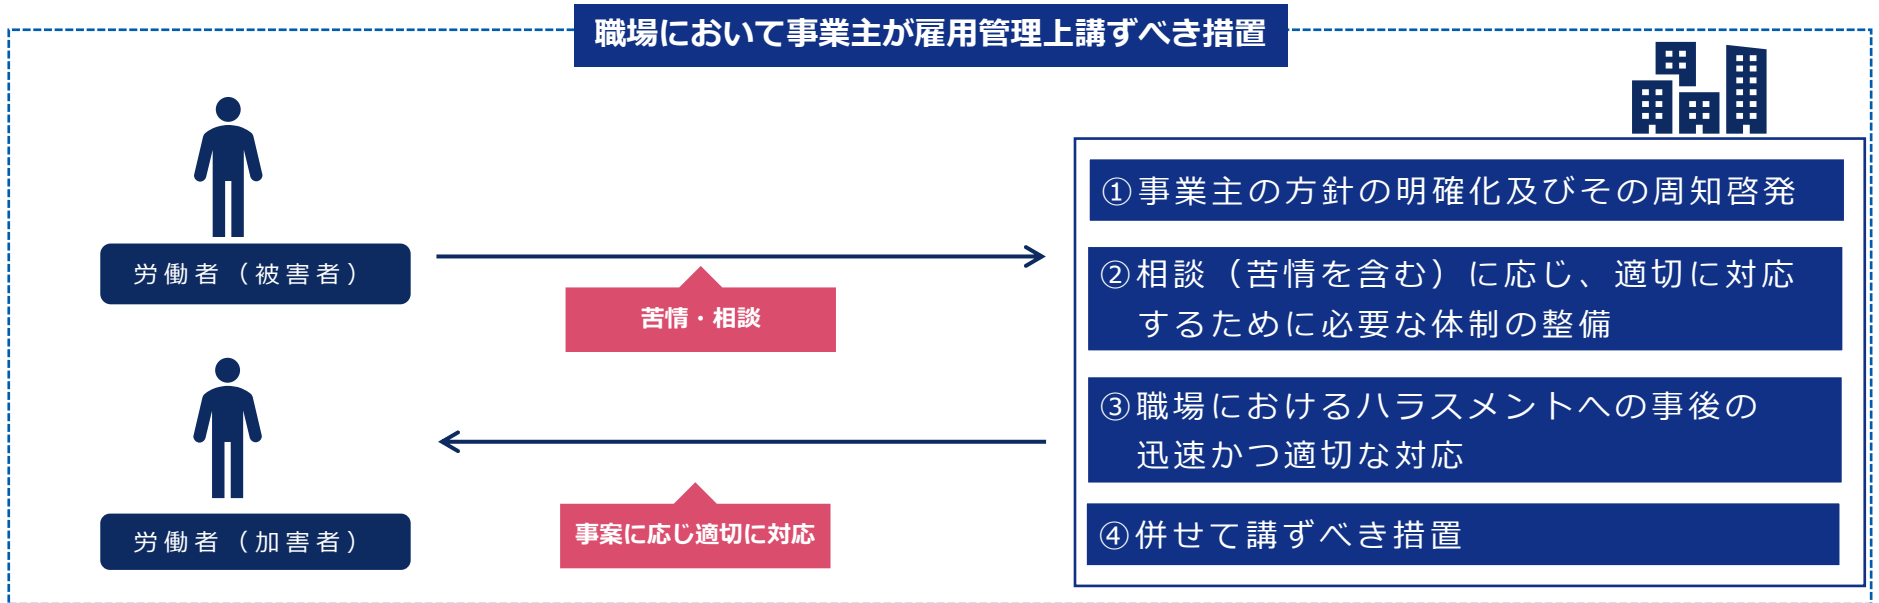 職場において事業主が雇用管理上講ずべき措置
労働者（被害者）
苦情・相談
労働者（加害者）
事案に応じ適切に対応
①事業主の方針の明確化及びその周知啓発
②相談（苦情を含む）に応じ、適切に対応
するために必要な体制の整備
③職場におけるハラスメントへの事後の
迅速かつ適切な対応
④併せて講ずべき措置